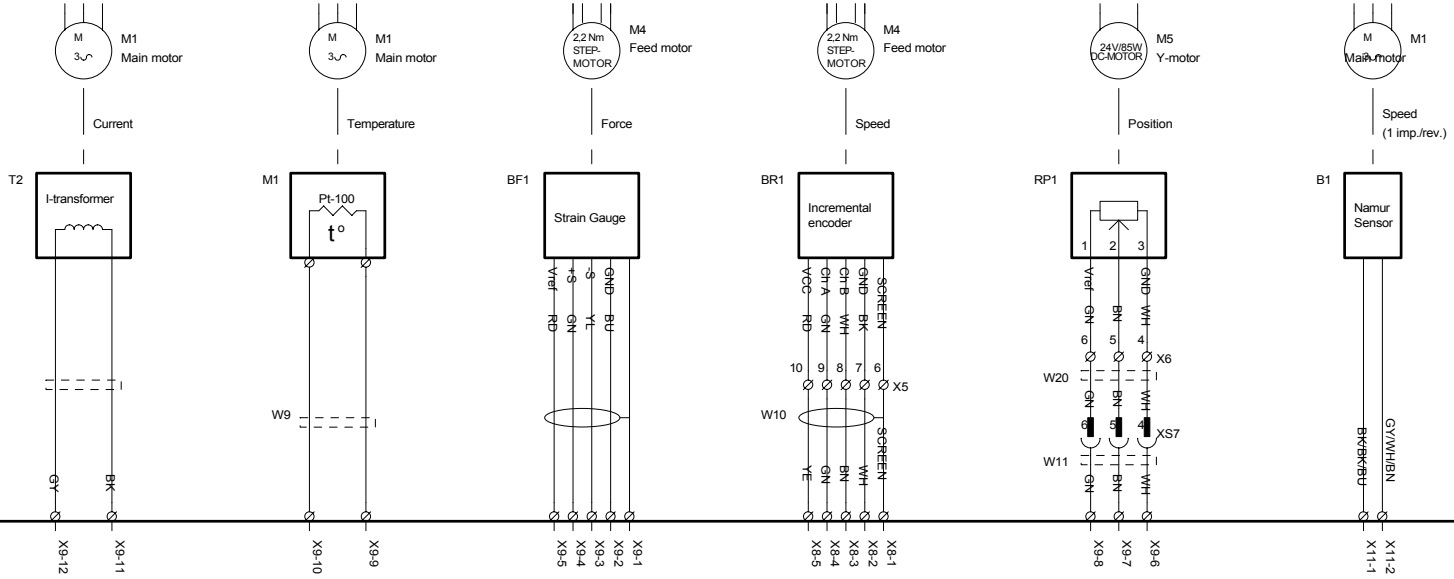 M
3
M1
Main motor
Current
T2
I-transformer
GY
BK
X9-12
X9-11
M
3
M1
Main motor
Temperature
M1
Pt-100
t°
W9
X9-10
X9-9
2,2 Nm
STEP-
MOTOR
M4
Feed motor
Force
BF1
Strain Gauge
Vref RD
+S GN
-S YL
GND BU
X9-5
X9-4
X9-3
X9-2
X9-1
2,2 Nm
STEP-
MOTOR
M4
Feed motor
Speed
BR1
Incremental
encoder
VCC RD
Ch A GN
Ch B WH
GND BK
SCREEN
10 9 8 7 6
X5
W10
YE
GN
BN
WH
SCREEN
X8-5
X8-4
X8-3
X8-2
X8-1
24V/85W
DC-MOTOR
M5
Y-motor
Position
RP1
1 2 3
Vref GN
BN
GND WH
6 5 4
X6
W20
GN
BN
WH
6 5 4
XS7
W11
GN
BN
WH
X9-8
X9-7
X9-6
M
3
M1
Main motor
Speed
(1 imp./rev.)
B1
Namur
Sensor
BK/BK/BU
GY/WH/BN
X11-1
X11-2